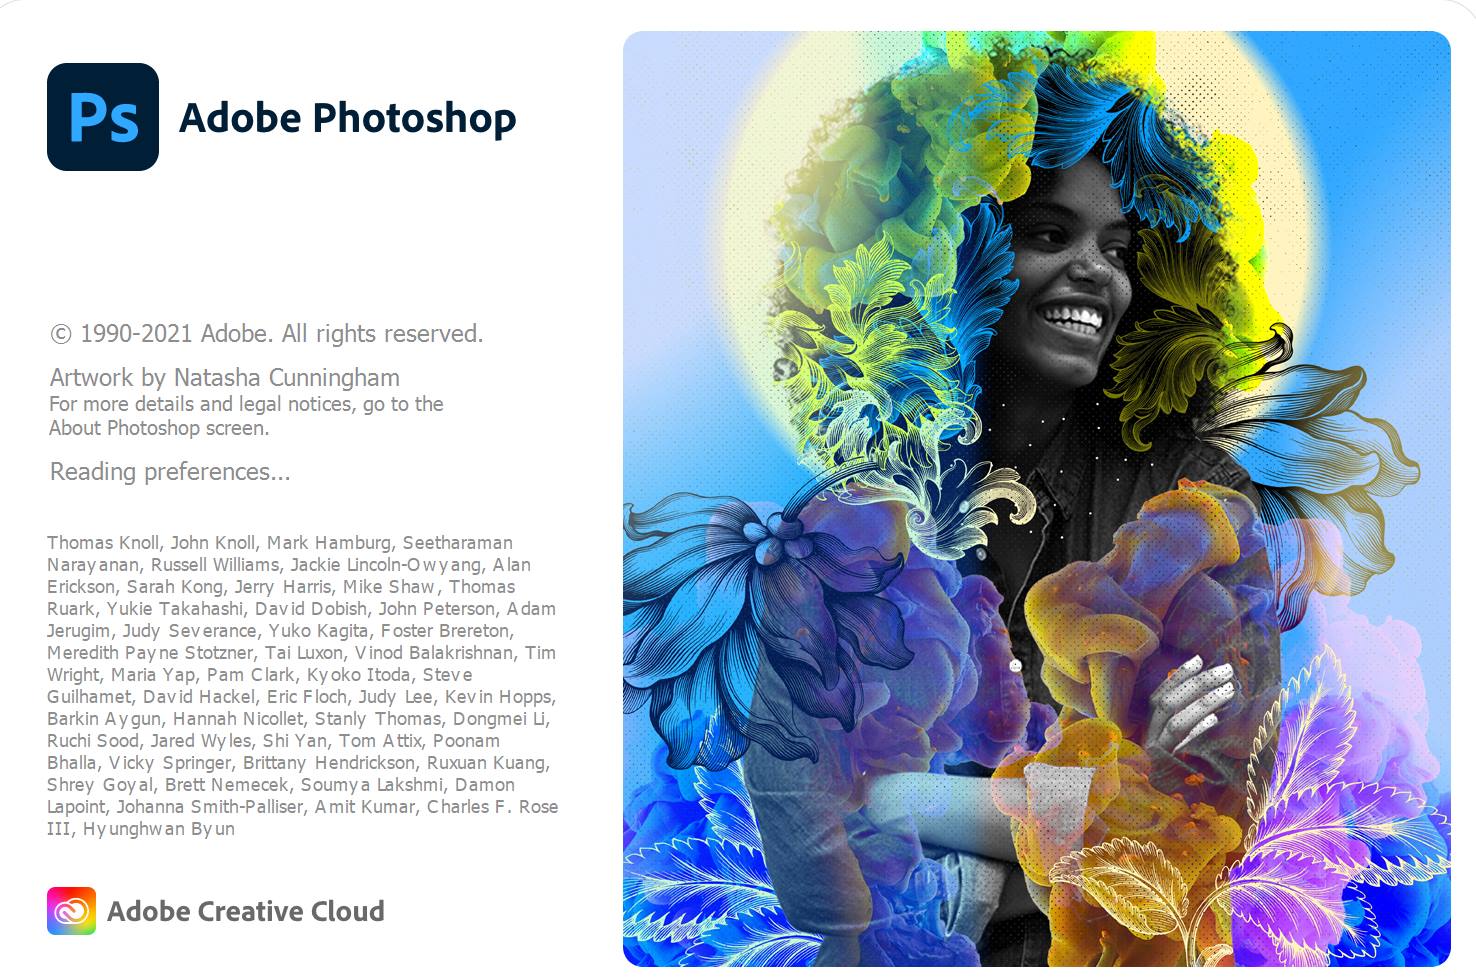 Ps Adobe Photoshop
© 1990-2021 Adobe. All rights reserved.
Artwork by Natasha Cunningham
For more details and legal notices, go to the
About Photoshop screen.
Reading preferences...
Thomas Knoll, John Knoll, Mark Hamburg, Seetharaman
Narayanan, Russell Williams, Jackie Lincoln-Owyang, Alan
Erickson, Sarah Kong, Jerry Harris, Mike Shaw, Thomas
Ruark, Yukie Takahashi, David Dobish, John Peterson, Adam
Jerugim, Judy Severance, Yuko Kagita, Foster Brereton,
Meredith Payne Stotzner, Tai Luxon, Vinod Balakrishnan, Tim
Wright, Maria Yap, Pam Clark, Kyoko Itoda, Steve
Guilhamet, David Hackel, Eric Floch, Judy Lee, Kevin Hopps,
Barkin Aygun, Hannah Nicollet, Stanly Thomas, Dongmei Li,
Ruchi Sood, Jared Wyles, Shi Yan, Tom Attix, Poonam
Bhalla, Vicky Springer, Brittany Hendrickson, Ruxuan Kuang,
Shrey Goyal, Brett Nemecek, Soumya Lakshmi, Damon
Lapoint, Johanna Smith-Palliser, Amit Kumar, Charles F. Rose
III, Hyunghwan Byun
Adobe Creative Cloud